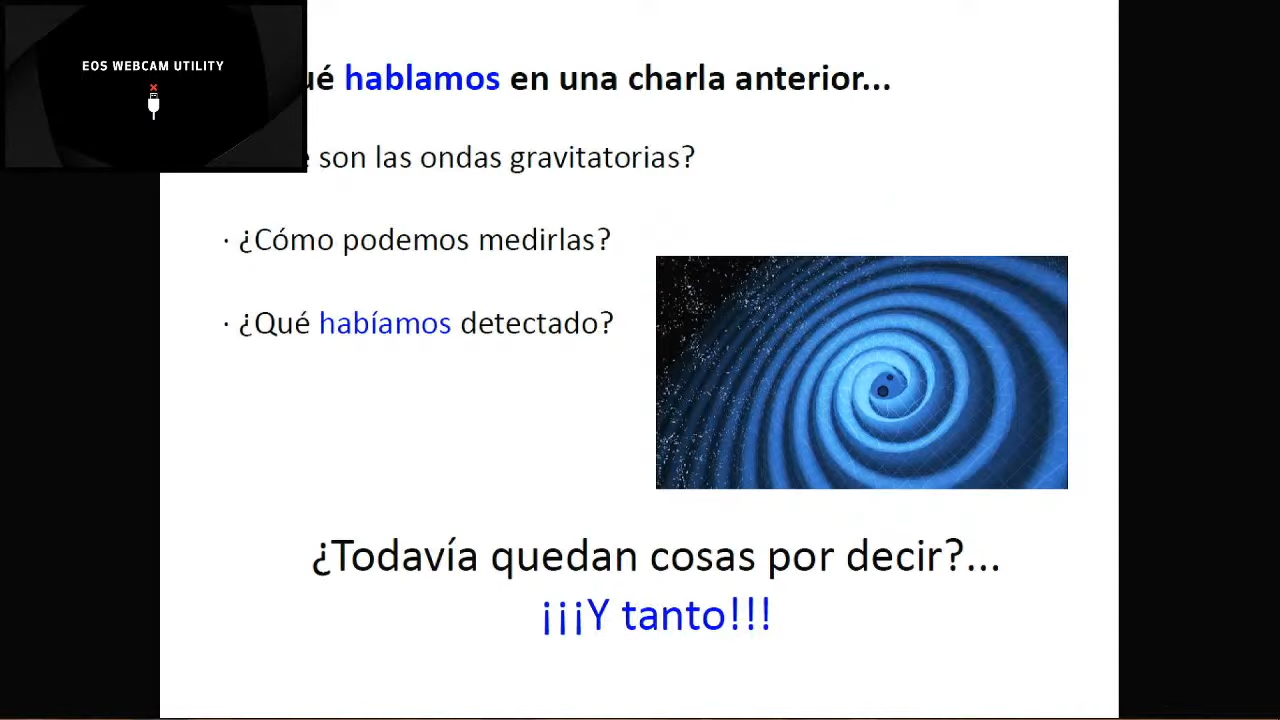 EOS WEBCAM UTILITY
hablamos en una charla anterior...
son las ondas gravitatorias?
· ¿Cómo podemos medirlas?
· ¿Qué habíamos detectado?
¿Todavía quedan cosas por decir?...
¡¡¡Y tanto!!!